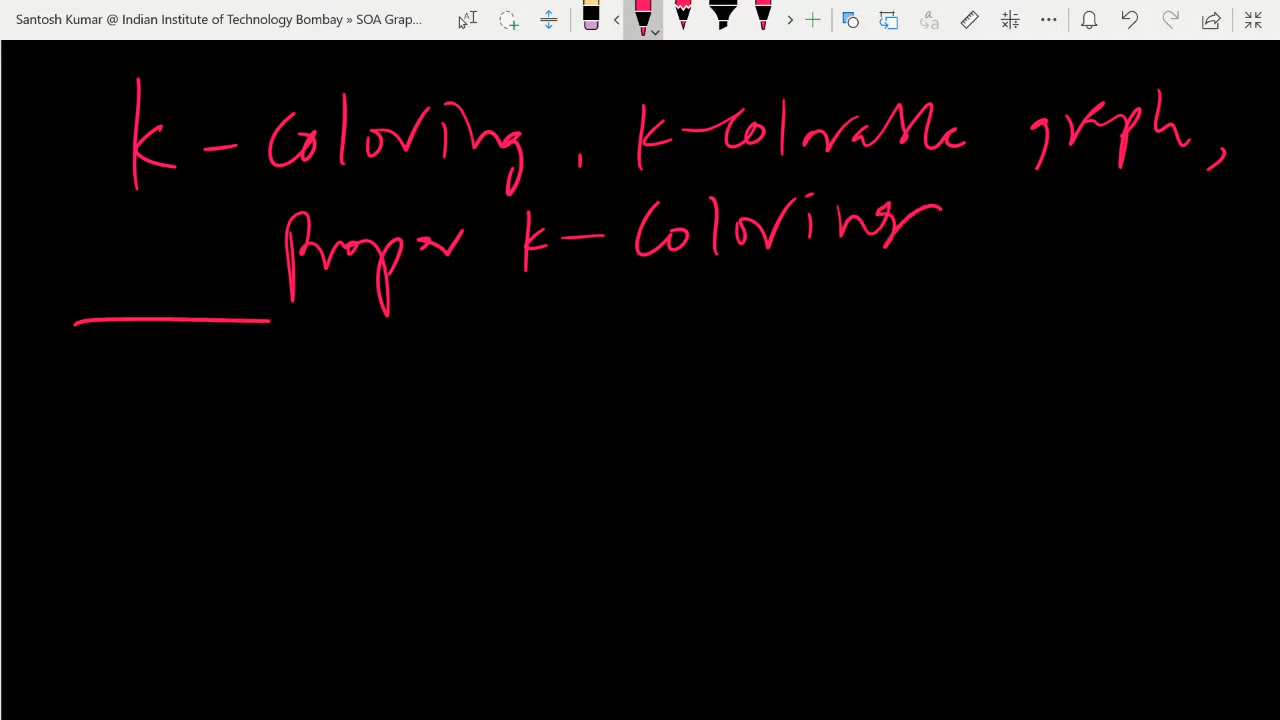 Santosh Kumar @ Indian Institute of Technology Bombay » SOA Grap...
k - Coloring, k-colorable graph,
proper k - Coloring